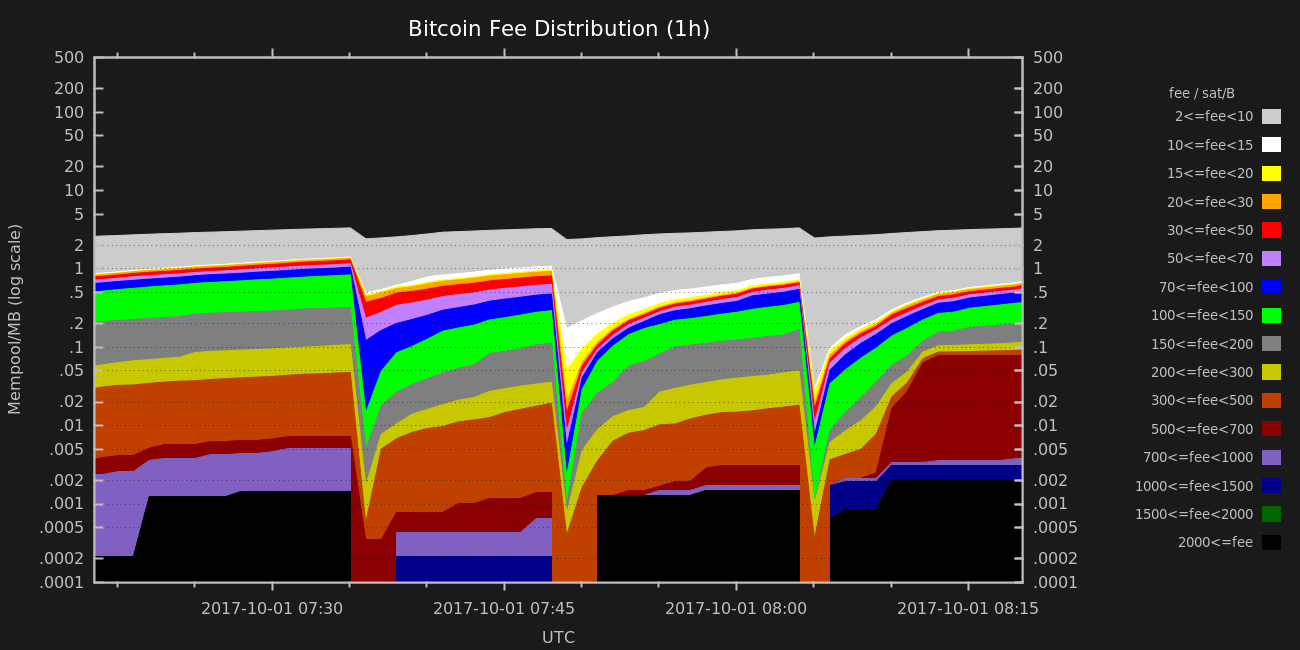 Bitcoin Fee Distribution (1h)
Mempool/MB (log scale)
500
200
100
50
20
10
5
2
1
.5
.2
.1
.05
.02
.01
.005
.002
.001
.0005
.0002
.0001
500
200
100
50
20
10
5
2
1
.5
.2
.1
.05
.02
.01
.005
.002
.001
.0005
.0002
.0001
2017-10-01 07:30 2017-10-01 07:45 2017-10-01 08:00 2017-10-01 08:15
UTC
fee / sat/B
2<=fee<10
10<=fee<15
15<=fee<20
20<=fee<30
30<=fee<50
50<=fee<70
70<=fee<100
100<=fee<150
150<=fee<200
200<=fee<300
300<=fee<500
500<=fee<700
700<=fee<1000
1000<=fee<1500
1500<=fee<2000
2000<=fee